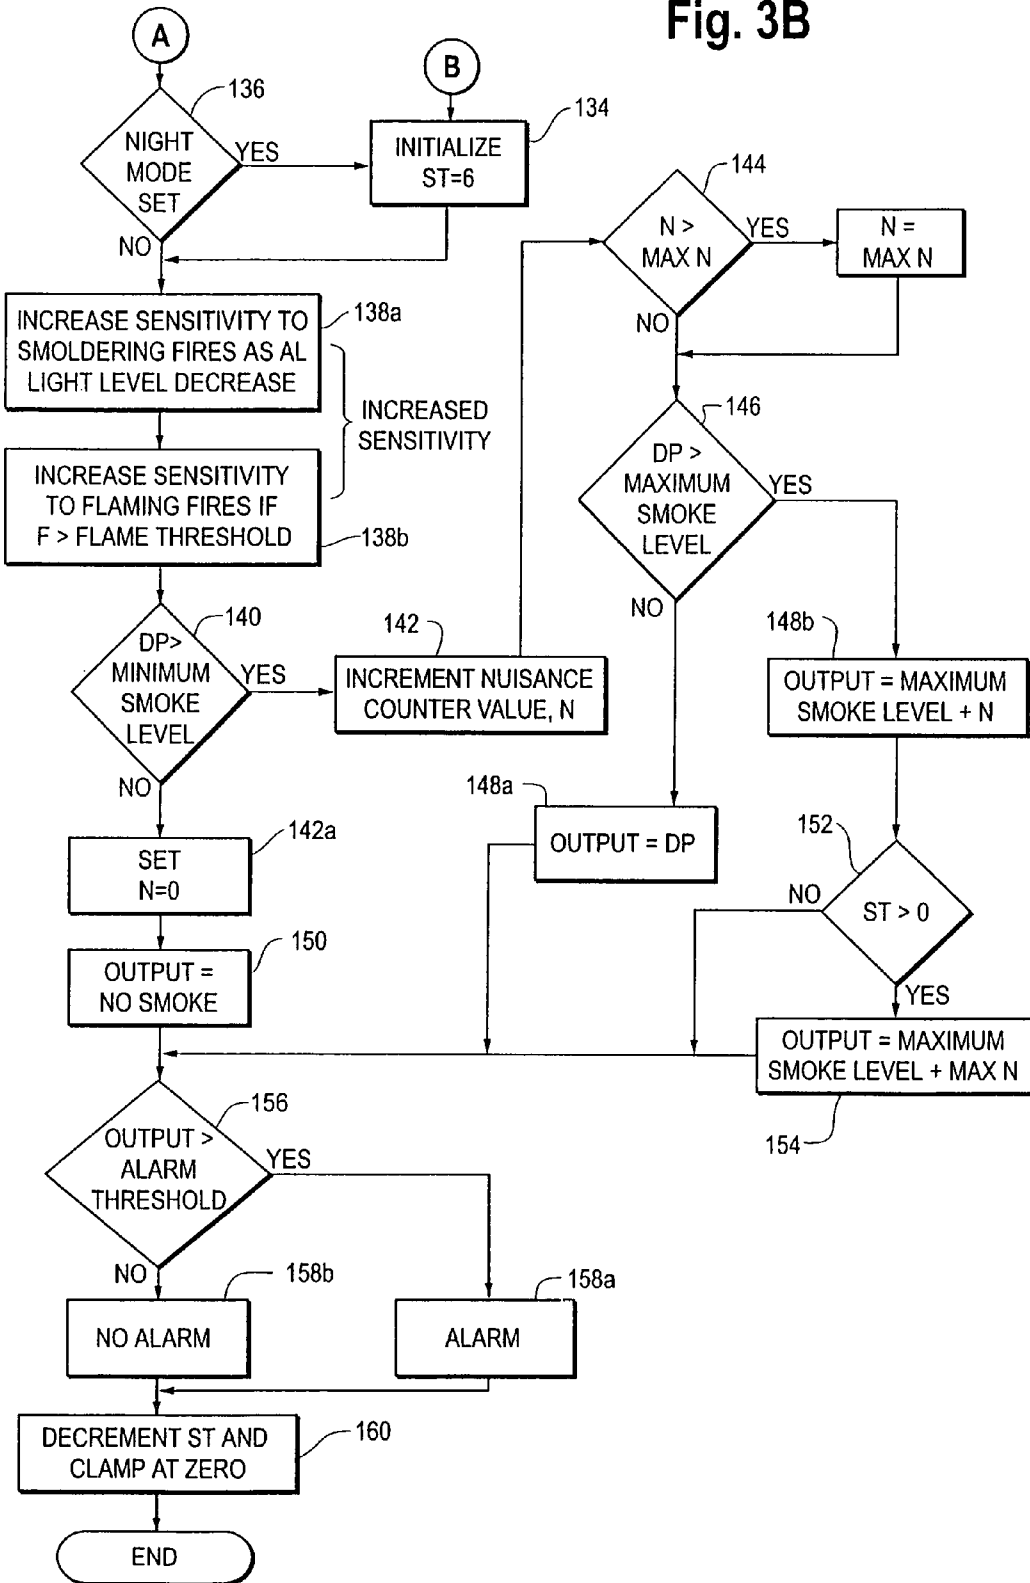 Fig. 3B
A
B
136
NIGHT
MODE
SET
YES
NO
134
INITIALIZE
ST=6
138a
INCREASE SENSITIVITY TO
SMOLDERING FIRES AS AL
LIGHT LEVEL DECREASE
INCREASED
SENSITIVITY
INCREASE SENSITIVITY
TO FLAMING FIRES IF
F > FLAME THRESHOLD
138b
140
DP>
MINIMUM
SMOKE
LEVEL
YES
NO
142
INCREMENT NUISANCE
COUNTER VALUE, N
144
N >
MAX N
YES
NO
N =
MAX N
146
DP >
MAXIMUM
SMOKE
LEVEL
YES
NO
148b
OUTPUT = MAXIMUM
SMOKE LEVEL + N
148a
OUTPUT = DP
152
ST > 0
NO
YES
OUTPUT = MAXIMUM
SMOKE LEVEL + MAX N
154
142a
SET
N=0
150
OUTPUT =
NO SMOKE
156
OUTPUT >
ALARM
THRESHOLD
YES
NO
158b
NO ALARM
158a
ALARM
160
DECREMENT ST AND
CLAMP AT ZERO
END